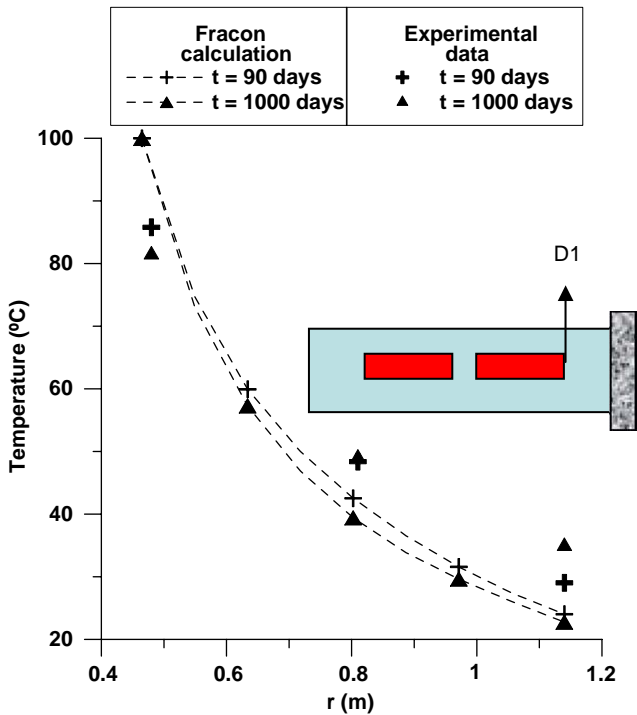 Fracon
calculation
t = 90 days
t = 1000 days
Experimental
data
t = 90 days
t = 1000 days
100
80
60
40
20
Temperature (ºC)
D1
0.4
0.6
0.8
1
1.2
r (m)